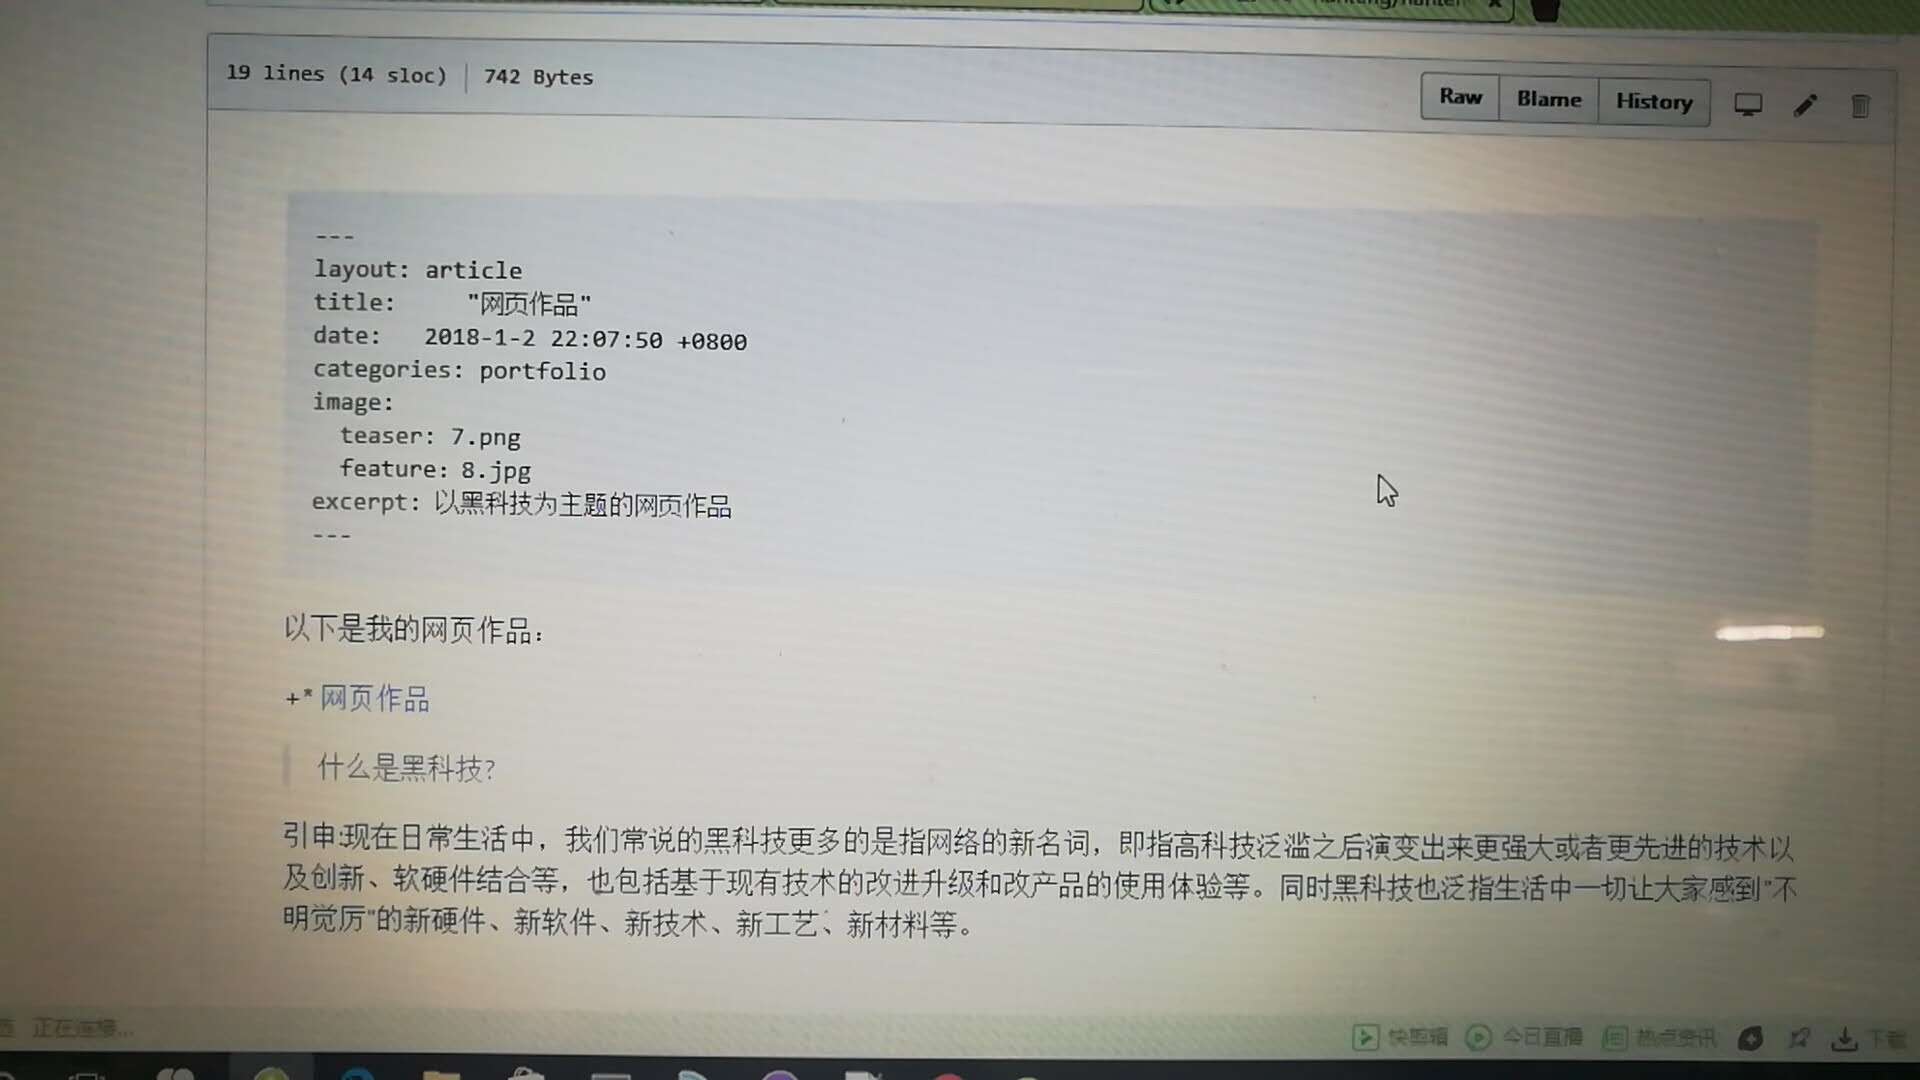 19 lines (14 sloc) 742 Bytes
Raw Blame History
---
layout: article
title: "网页作品"
date: 2018-1-2 22:07:50 +0800
categories: portfolio
image:
teaser: 7.png
feature: 8.jpg
excerpt: 以黑科技为主题的网页作品
---
以下是我的网页作品：
+* 网页作品
什么是黑科技?
引申:现在日常生活中，我们常说的黑科技更多的是指网络的新名词，即指高科技泛滥之后演变出来更强大或者更先进的技术以
及创新、软硬件结合等，也包括基于现有技术的改进升级和改产品的使用体验等。同时黑科技也泛指生活中一切让大家感到"不
明觉厉"的新硬件、新软件、新技术、新工艺、新材料等。
正在连接...
快剪辑 今日直播 热点资讯 下载